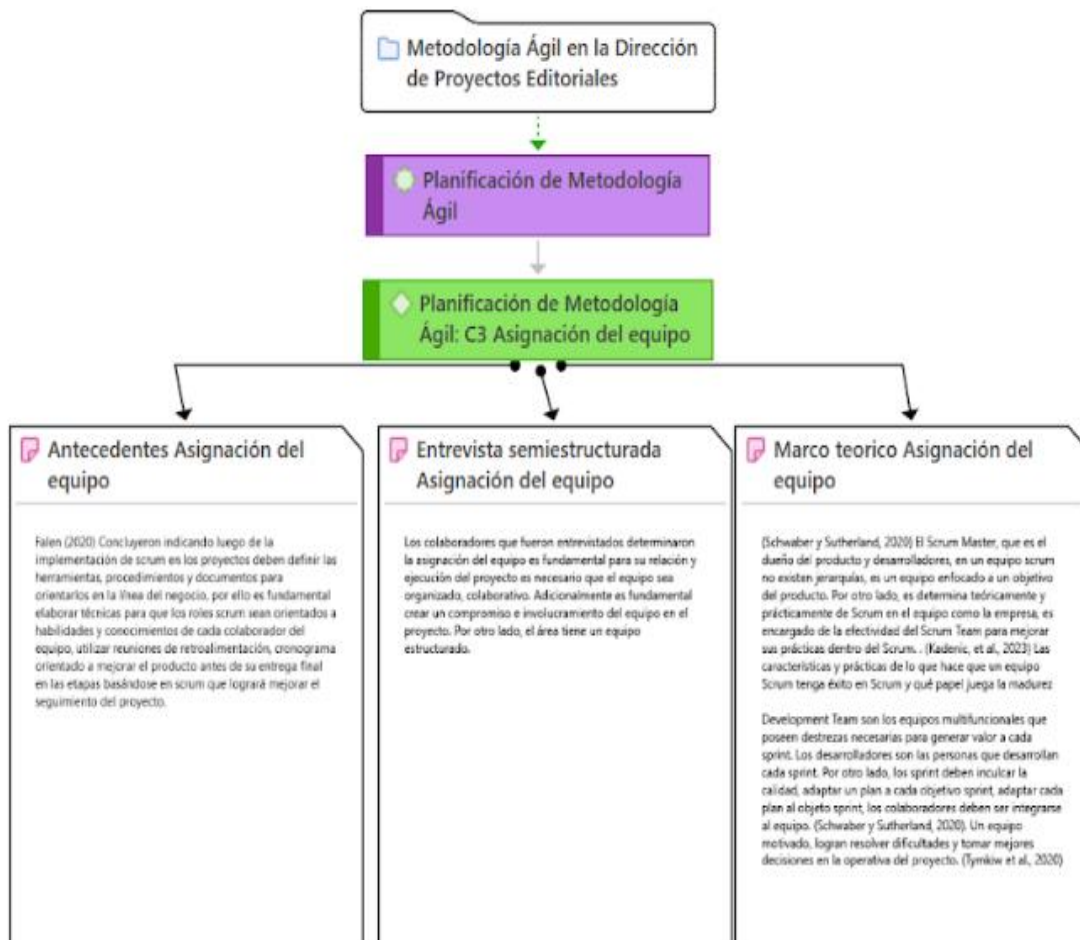 Metodología Ágil en la Dirección
de Proyectos Editoriales
Planificación de Metodología
Ágil
Planificación de Metodología
Ágil: C3 Asignación del equipo
Antecedentes Asignación del
equipo
Falen (2020) Concluyeron indicando luego de la
implementación de scrum en los proyectos deben definir las
herramientas, procedimientos y documentos para
orientarlos en la línea del negocio, por ello es fundamental
elaborar técnicas para que los roles scrum sean orientados a
habilidades y conocimientos de cada colaborador del
equipo, utilizar reuniones de retroalimentación, cronograma
orientado a mejorar el producto antes de su entrega final
en las etapas basándose en scrum que logrará mejorar el
seguimiento del proyecto.
Entrevista semiestructurada
Asignación del equipo
Los colaboradores que fueron entrevistados determinaron
la asignación del equipo es fundamental para su relación y
ejecución del proyecto es necesario que el equipo sea
organizado, colaborativo. Adicionalmente es fundamental
crear un compromiso e involucramiento del equipo en el
proyecto. Por otro lado, el área tiene un equipo
estructurado.
Marco teorico Asignación del
equipo
(Schwaber y Sutherland, 2020) El Scrum Master, que es el
dueño del producto y desarrolladores, en un equipo scrum
no existen jerarquías, es un equipo enfocado a un objetivo
del producto. Por otro lado, es determina teóricamente y
prácticamente de Scrum en el equipo como la empresa, es
encargado de la efectividad del Scrum Team para mejorar
sus prácticas dentro del Scrum. . (Kadenic, et al., 2023) Las
características y prácticas de lo que hace que un equipo
Scrum tenga éxito en Scrum y qué papel juega la madurez
Development Team son los equipos multifuncionales que
poseen destrezas necesarias para generar valor a cada
sprint. Los desarrolladores son las personas que desarrollan
cada sprint. Por otro lado, los sprint deben inculcar la
calidad, adaptar un plan a cada objetivo sprint, adaptar cada
plan al objeto sprint, los colaboradores deben ser integrarse
al equipo. (Schwaber y Sutherland, 2020). Un equipo
motivado, logran resolver dificultades y tomar mejores
decisiones en la operativa del proyecto. (Tymkiw et al., 2020)